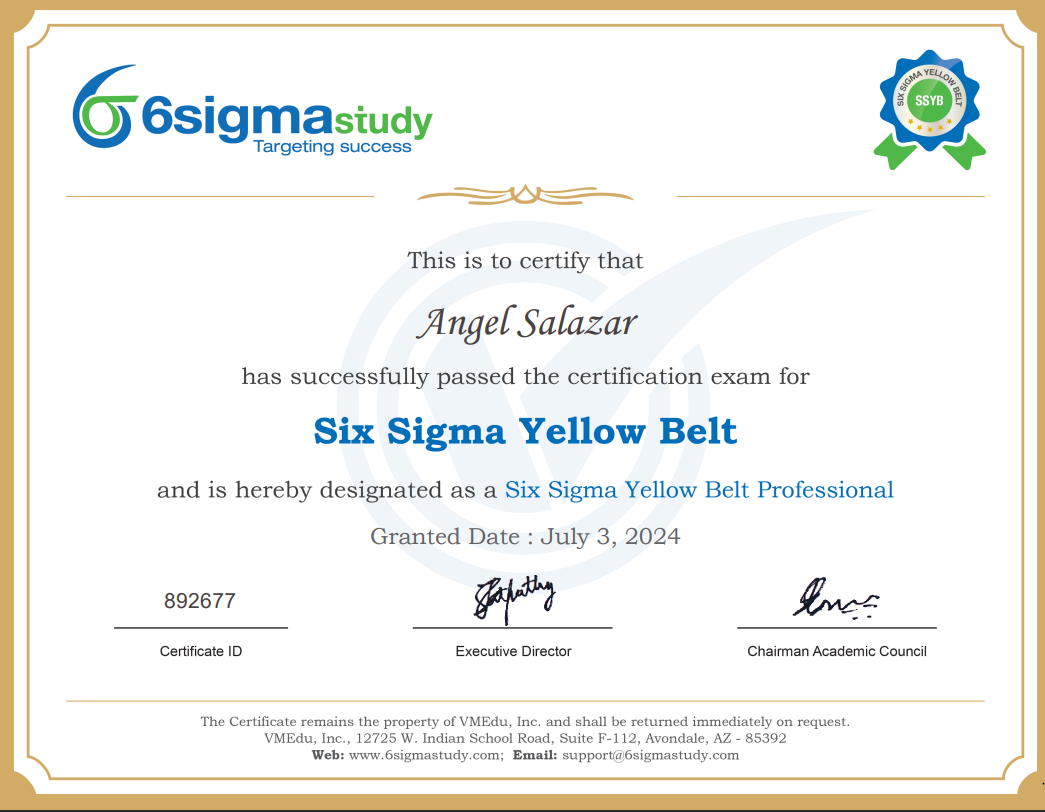 6sigmastudy
Targeting success
SIX SIGMA YELLOW BELT
SSYB
This is to certify that
Angel Salazar
has successfully passed the certification exam for
Six Sigma Yellow Belt
and is hereby designated as a Six Sigma Yellow Belt Professional
Granted Date : July 3, 2024
892677
Certificate ID
Executive Director
Chairman Academic Council
The Certificate remains the property of VMEdu, Inc. and shall be returned immediately on request.
VMEdu, Inc., 12725 W. Indian School Road, Suite F-112, Avondale, AZ - 85392
Web: www.6sigmastudy.com; Email: support@6sigmastudy.com